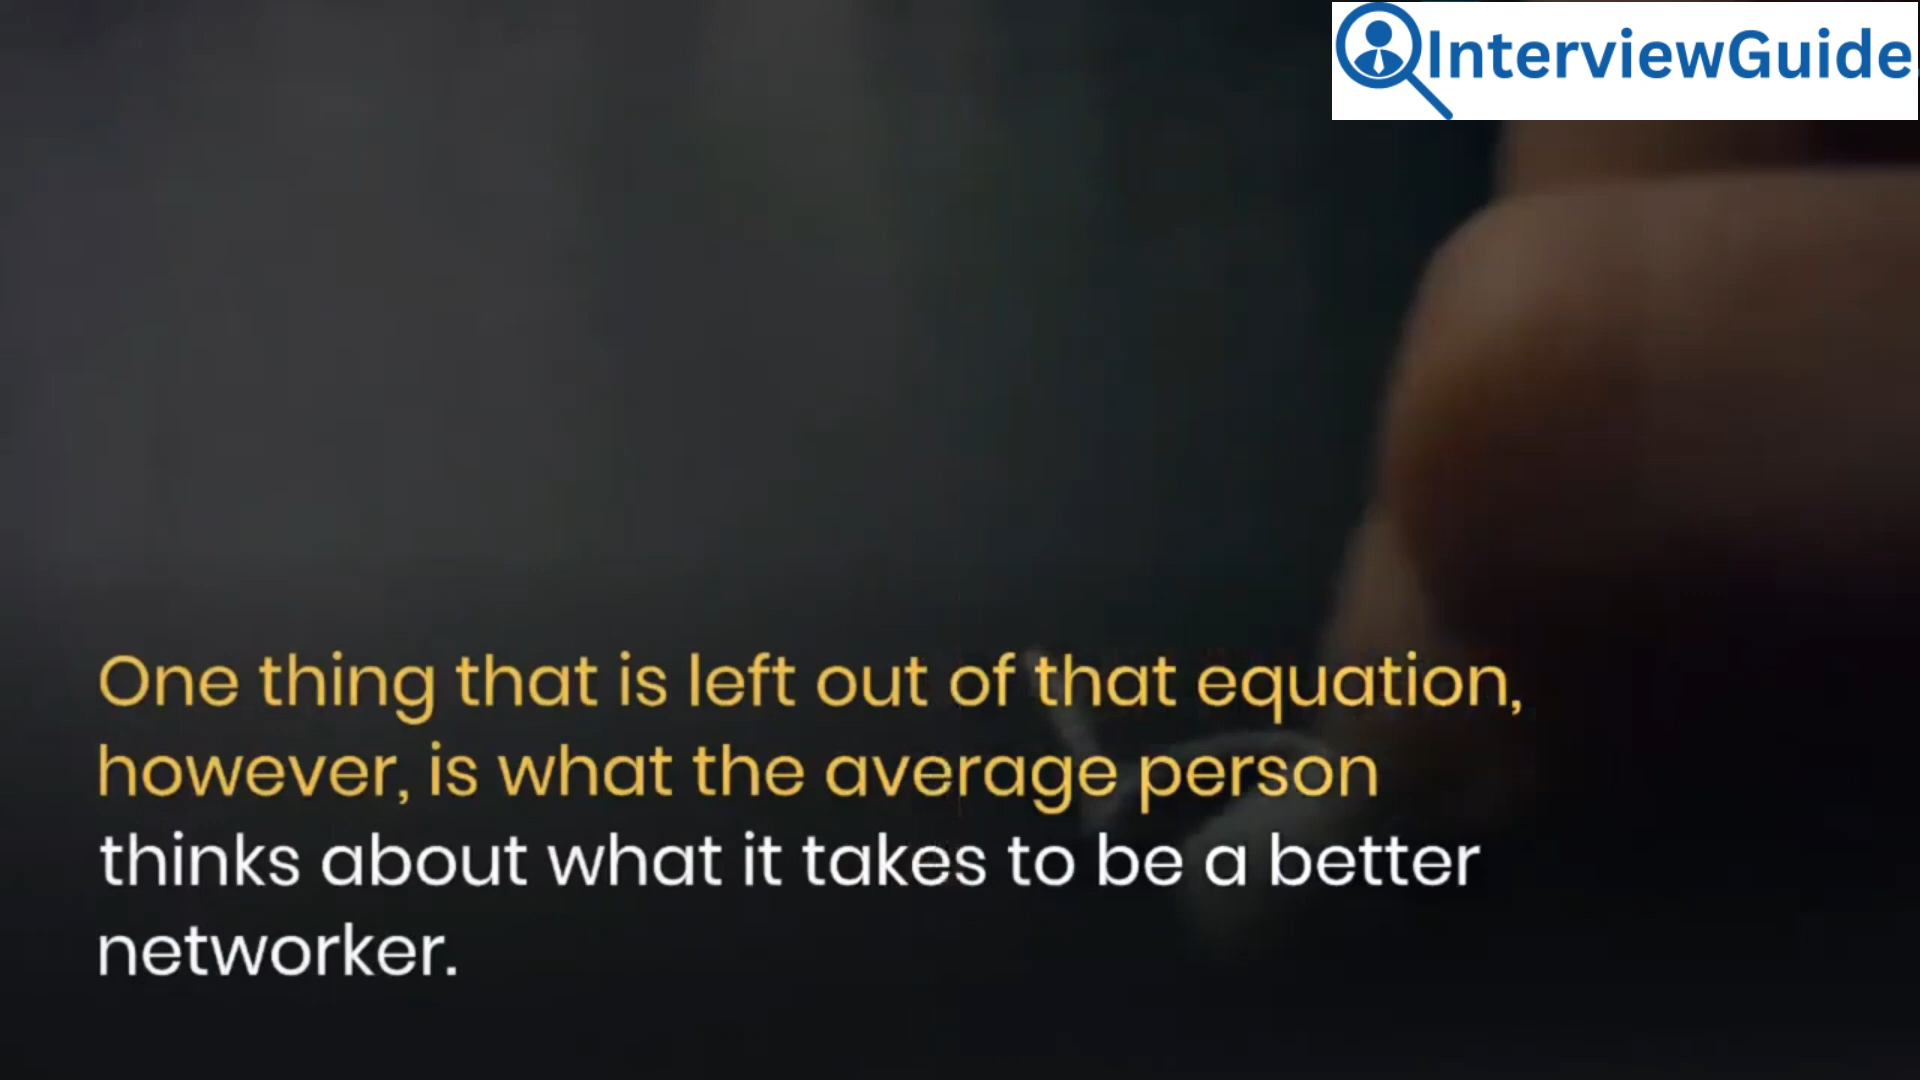 InterviewGuide
One thing that is left out of that equation,
however, is what the average person
thinks about what it takes to be a better
networker.